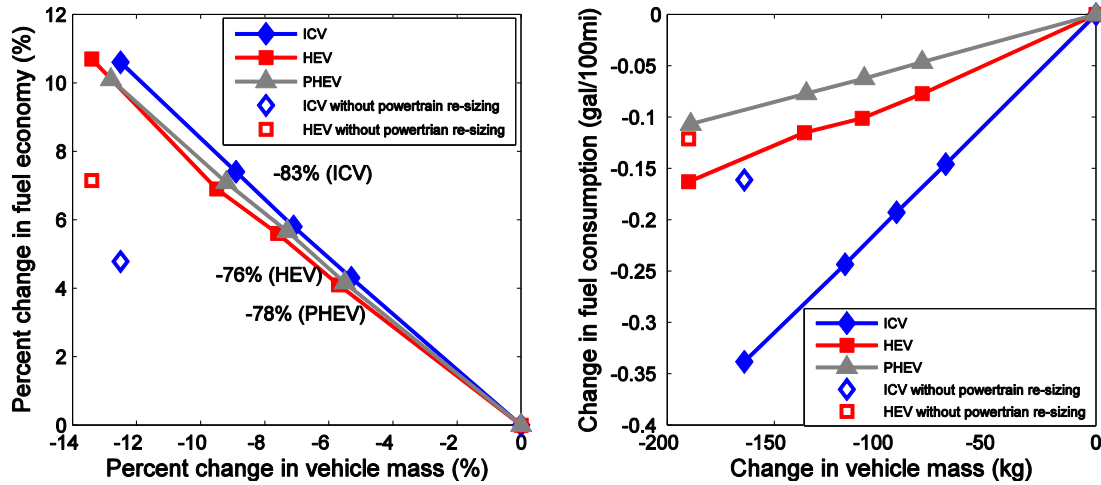 Percent change in fuel economy (%)
12
10
8
6
4
2
0
ICV
HEV
PHEV
ICV without powertrain re-sizing
HEV without powertrian re-sizing
-83% (ICV)
-76% (HEV)
-78% (PHEV)
-14 -12 -10 -8 -6 -4 -2 0
Percent change in vehicle mass (%)
Change in fuel consumption (gal/100mi)
0
-0.05
-0.1
-0.15
-0.2
-0.25
-0.3
-0.35
-0.4
ICV
HEV
PHEV
ICV without powertrain re-sizing
HEV without powertrian re-sizing
-200 -150 -100 -50 0
Change in vehicle mass (kg)